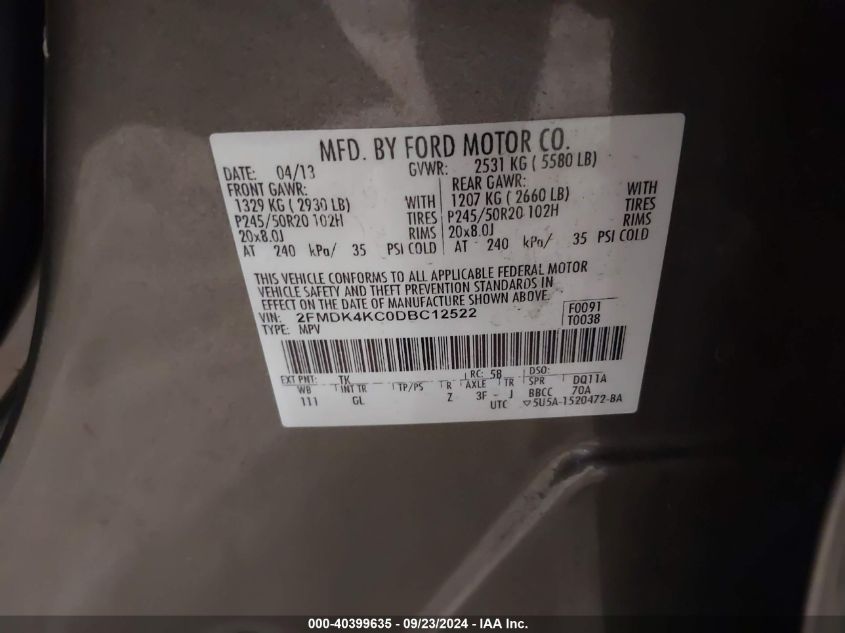 MFD. BY FORD MOTOR CO.
DATE: 04/13 GVWR: 2531 KG ( 5580 LB)
FRONT GAWR: REAR GAWR:
1329 KG ( 2930 LB) WITH 1207 KG ( 2660 LB) WITH
P245/50R20 102H TIRES P245/50R20 102H TIRES
20x8.0J RIMS 20x8.0J RIMS
AT 240 kPa/ 35 PSI COLD AT 240 kPa/ 35 PSI COLD
THIS VEHICLE CONFORMS TO ALL APPLICABLE FEDERAL MOTOR
VEHICLE SAFETY AND THEFT PREVENTION STANDARDS IN
EFFECT ON THE DATE OF MANUFACTURE SHOWN ABOVE.
VIN: 2FMDK4KC0DBC12522 F0091
TYPE: MPV T0038
EXT PNT: TK RC: 5B DSO:
WB INT TR TP/PS R AXLE TR SPR DQ11A
111 GL Z 3F - J BBCC 70A
UTC ▽5U5A-1520472-BA
000-40399635 - 09/23/2024 - IAA Inc.